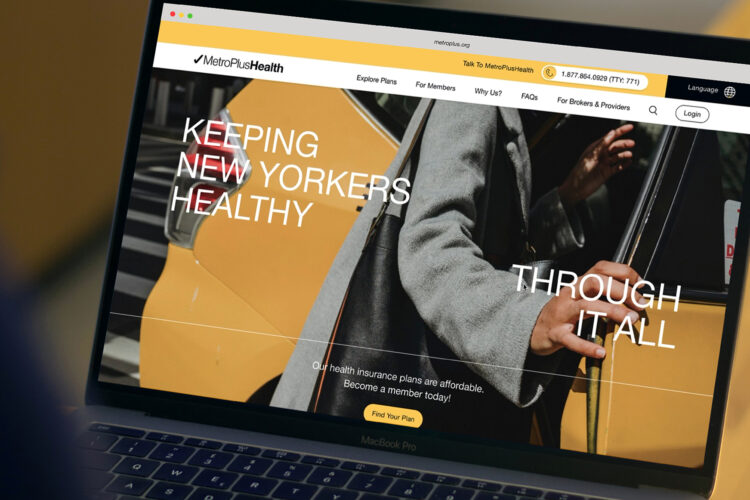 metroplus.org
Talk To MetroPlusHealth
1.877.864.0929 (TTY: 771)
Language
MetroPlusHealth
Explore Plans
For Members
Why Us?
FAQs
For Brokers & Providers
Login
KEEPING
NEW YORKERS
HEALTHY
THROUGH
IT ALL
Our health insurance plans are affordable.
Become a member today!
Find Your Plan
MacBook Pro
Q W E R T Y U I O P